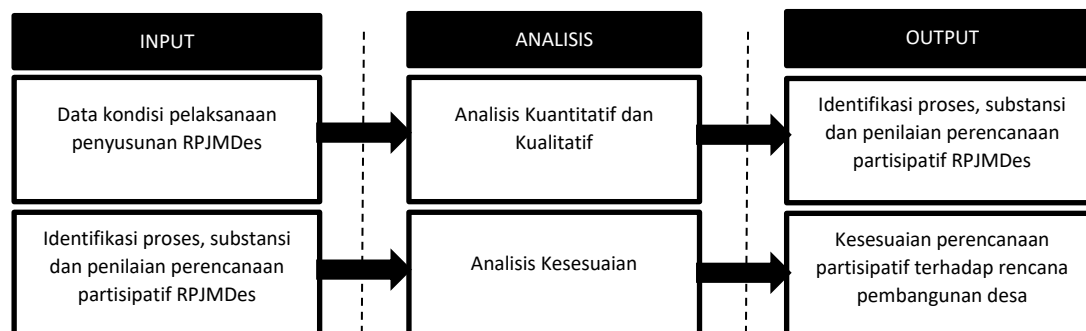 INPUT
ANALISIS
OUTPUT
Data kondisi pelaksanaan
penyusunan RPJMDes
Analisis Kuantitatif dan
Kualitatif
Identifikasi proses, substansi
dan penilaian perencanaan
partisipatif RPJMDes
Identifikasi proses, substansi
dan penilaian perencanaan
partisipatif RPJMDes
Analisis Kesesuaian
Kesesuaian perencanaan
partisipatif terhadap rencana
pembangunan desa